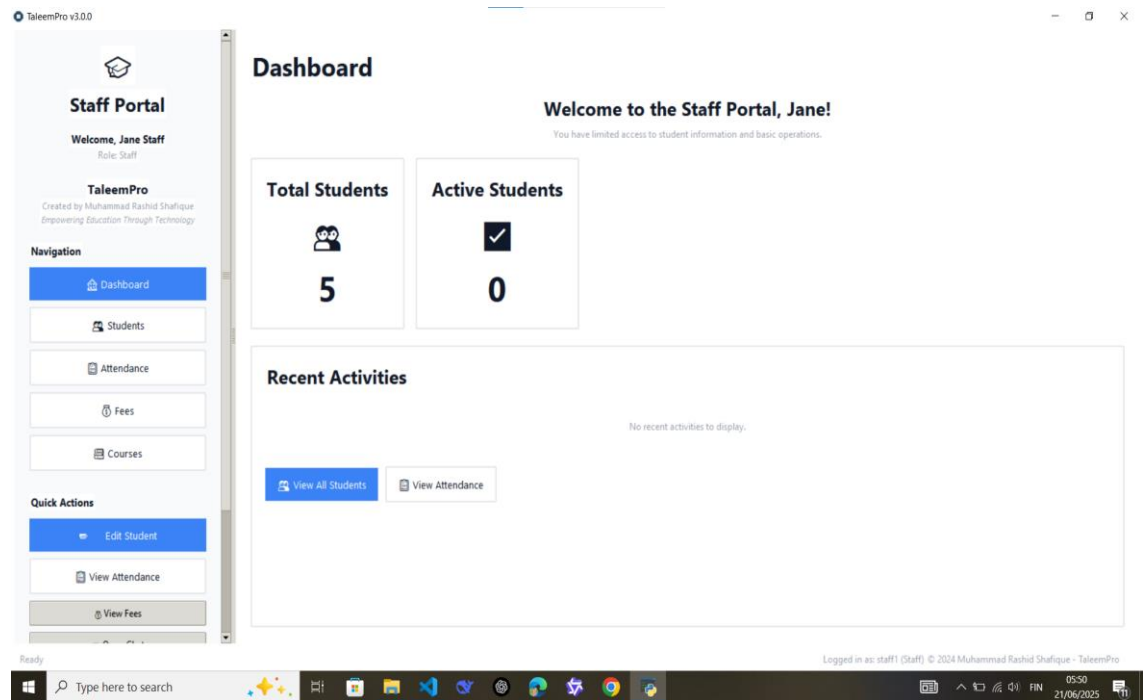 TaleemPro v3.0.0
Staff Portal
Welcome, Jane Staff
Role: Staff
TaleemPro
Created by Muhammad Rashid Shafique
Empowering Education Through Technology
Navigation
Dashboard
Students
Attendance
Fees
Courses
Quick Actions
Edit Student
View Attendance
View Fees
Dashboard
Welcome to the Staff Portal, Jane!
You have limited access to student information and basic operations.
Total Students
5
Active Students
0
Recent Activities
No recent activities to display.
View All Students
View Attendance
Ready
Logged in as: staff1 (Staff) © 2024 Muhammad Rashid Shafique - TaleemPro
Type here to search
FIN
05:50
21/06/2025